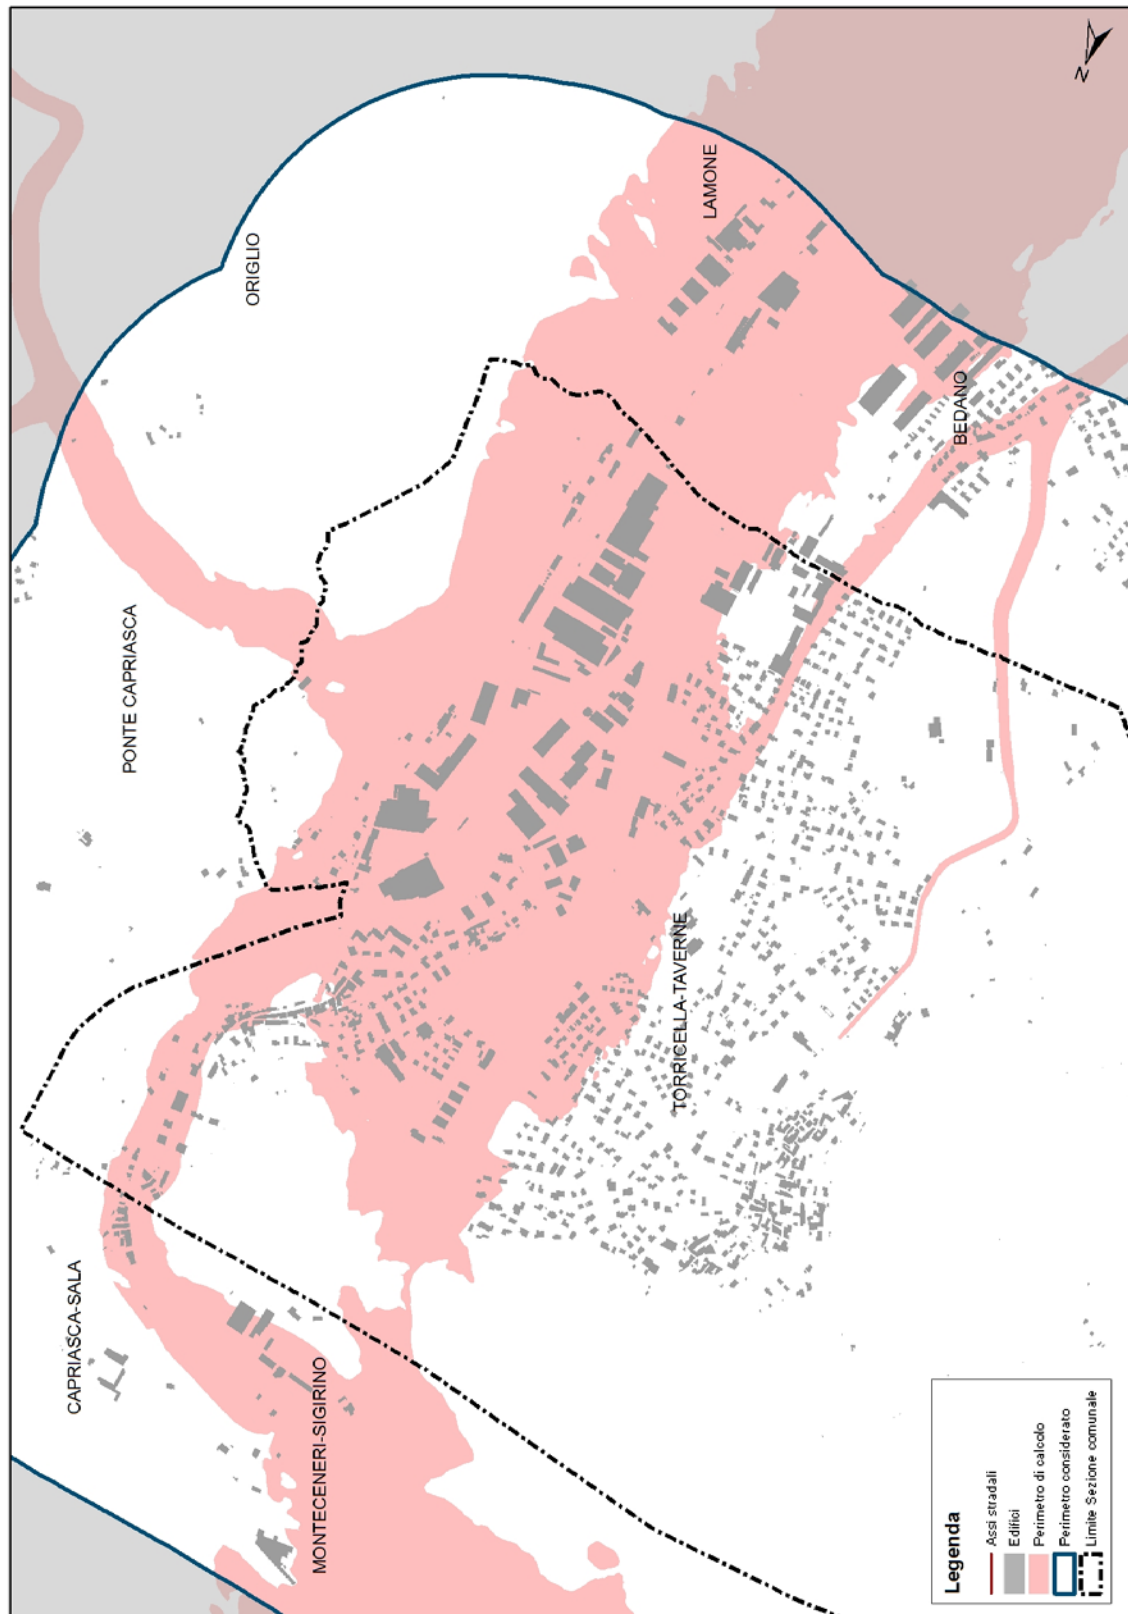 N
ORIGLIO
LAMONE
BEDANO
PONTE CAPRIASCA
TORRICELLA-TAVERNE
CAPRIASCA-SALA
MONTECENERI-SIGIRINO
Legenda
Assi stradali
Edifici
Perimetro di calcolo
Perimetro considerato
Limite Sezione comunale